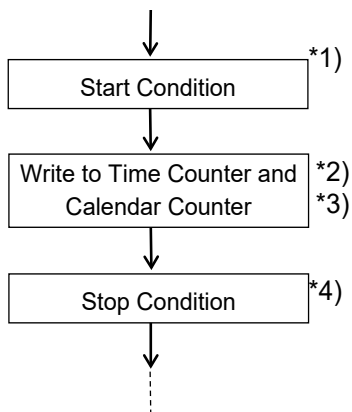 *1)
Start Condition
Write to Time Counter and *2)
Calendar Counter *3)
Stop Condition *4)